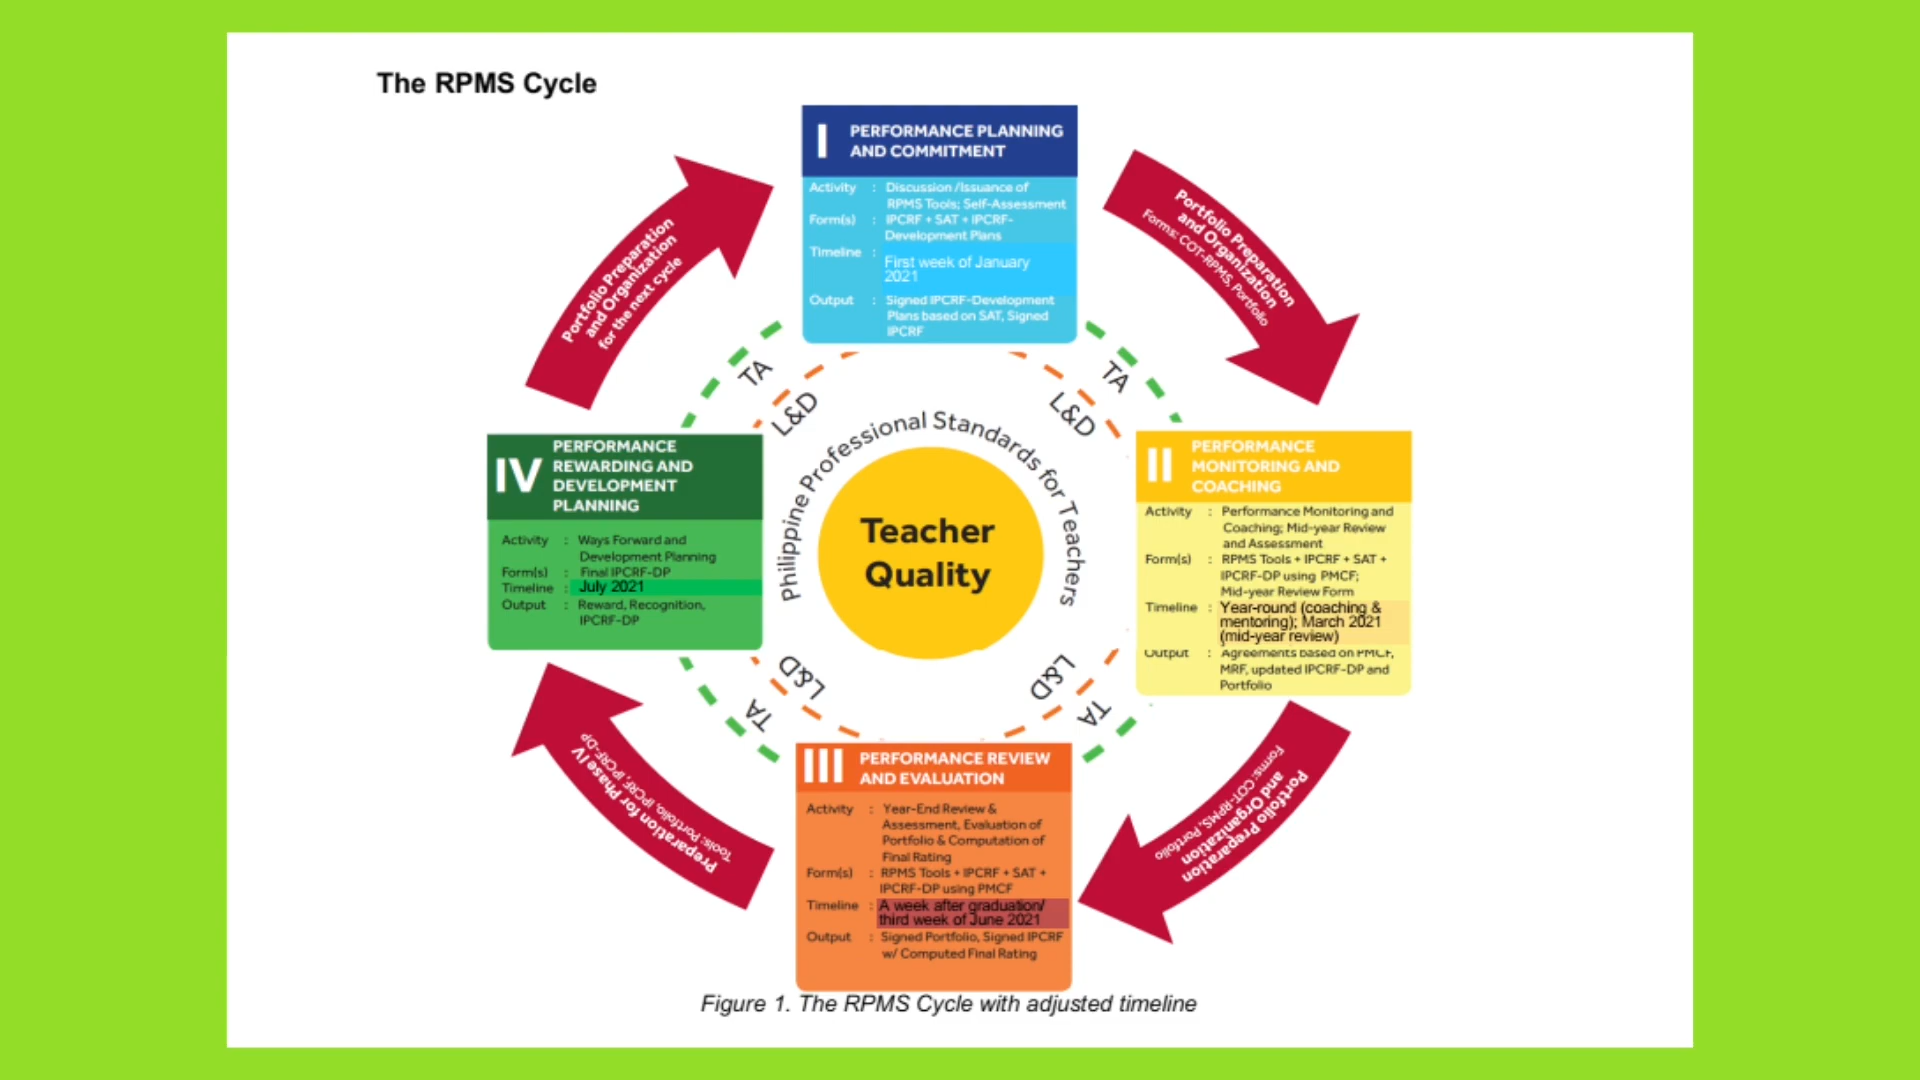 The RPMS Cycle
I PERFORMANCE PLANNING
AND COMMITMENT
Activity : Discussion /Issuance of
RPMS Tools; Self-Assessment
Form(s) : IPCRF + SAT + IPCRF-
Development Plans
Timeline :
First week of January
2021
Output : Signed IPCRF-Development
Plans based on SAT, Signed
IPCRF
Portfolio Preparation
and Organization
Forms: COT-RPMS, Portfolio
II PERFORMANCE
MONITORING AND
COACHING
Activity : Performance Monitoring and
Coaching; Mid-year Review
and Assessment
Form(s) : RPMS Tools + IPCRF + SAT +
IPCRF-DP using PMCF;
Mid-year Review Form
Timeline : Year-round (coaching &
mentoring); March 2021
(mid-year review)
Output : Agreements based on PMCF,
MRF, updated IPCRF-DP and
Portfolio
Portfolio Preparation
and Organization
Forms: COT-RPMS, Portfolio
III PERFORMANCE REVIEW
AND EVALUATION
Activity : Year-End Review &
Assessment, Evaluation of
Portfolio & Computation of
Final Rating
Form(s) : RPMS Tools + IPCRF + SAT +
IPCRF-DP using PMCF
Timeline : A week after graduation/
third week of June 2021
Output : Signed Portfolio, Signed IPCRF
w/ Computed Final Rating
Preparation for Phase IV
Tools: Portfolio, IPCRF, IPCRF-DP
IV PERFORMANCE
REWARDING AND
DEVELOPMENT
PLANNING
Activity : Ways Forward and
Development Planning
Form(s) : Final IPCRF-DP
Timeline : July 2021
Output : Reward, Recognition,
IPCRF-DP
Portfolio Preparation
and Organization
for the next cycle
TA
L&D
TA
L&D
TA
L&D
TA
L&D
Philippine Professional Standards for Teachers
Teacher
Quality
Figure 1. The RPMS Cycle with adjusted timeline